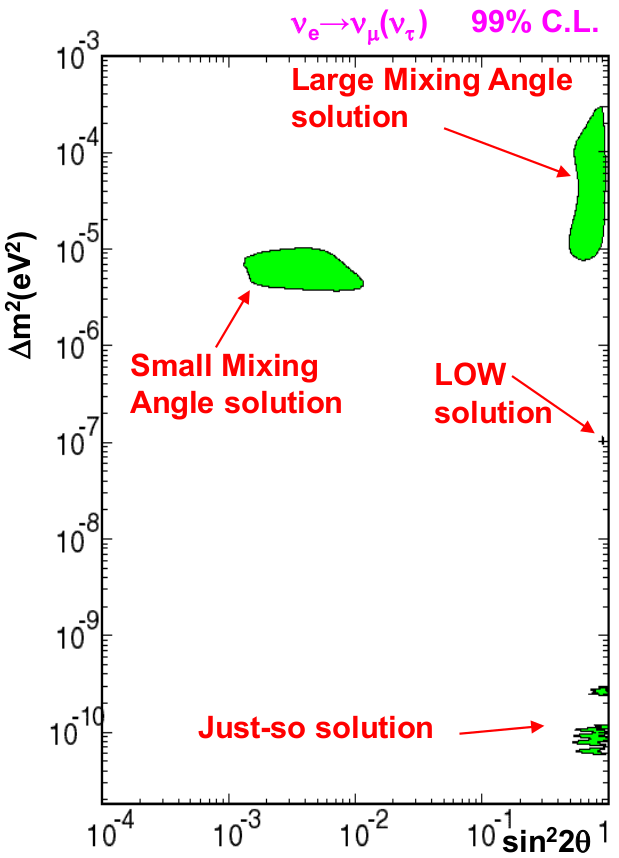 νe→νμ(ντ) 99% C.L.
Large Mixing Angle
solution
Small Mixing
Angle solution
LOW
solution
Just-so solution
Δm²(eV²)
10⁻³
10⁻⁴
10⁻⁵
10⁻⁶
10⁻⁷
10⁻⁸
10⁻⁹
10⁻¹⁰
10⁻⁴ 10⁻³ 10⁻² 10⁻¹ 1
sin²2θ